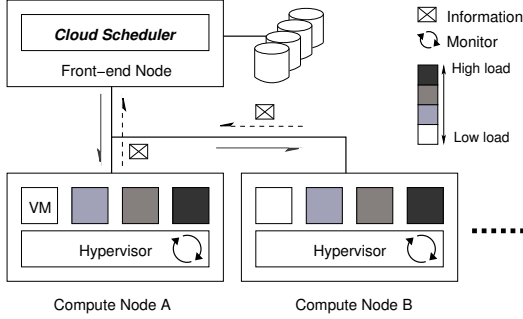 Cloud Scheduler
Front-end Node
Information
Monitor
High load
Low load
VM
Hypervisor
Compute Node A
Hypervisor
Compute Node B